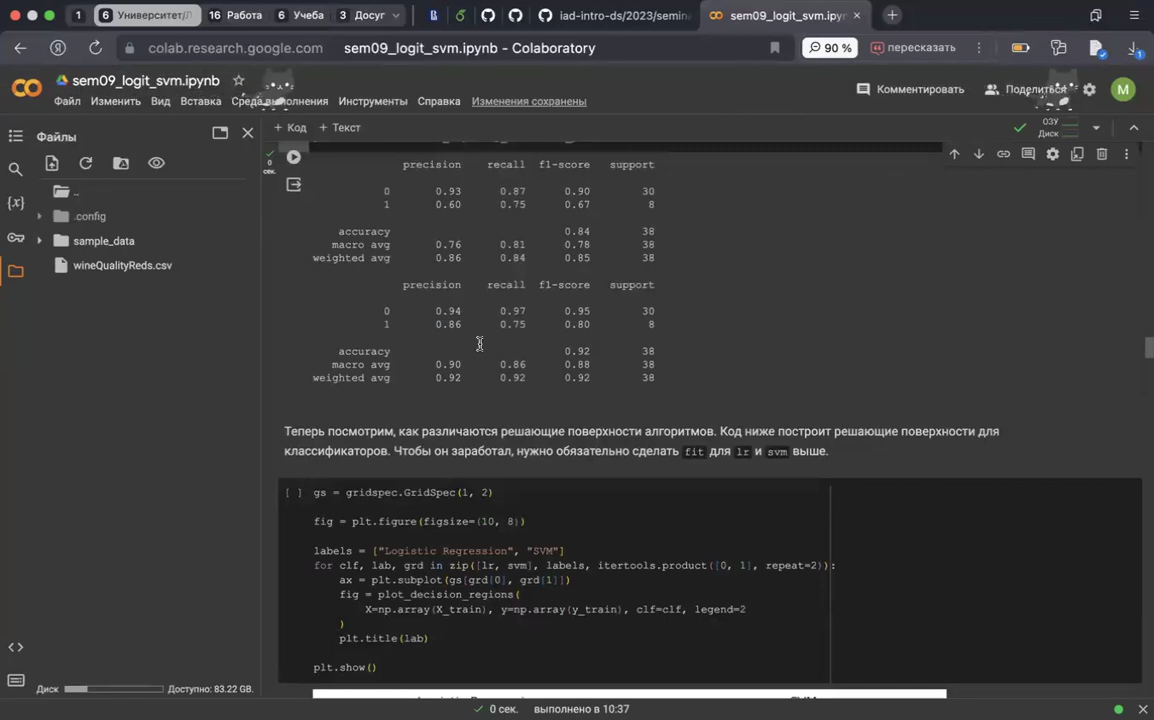 1 6 Университет/Л 16 Работа 6 Учеба 3 Досуг iad-intro-ds/2023/semin sem09_logit_svm.ipyn
colab.research.google.com sem09_logit_svm.ipynb - Colaboratory 90 % пересказать
sem09_logit_svm.ipynb Комментировать Поделиться M
Файл Изменить Вид Вставка Среда выполнения Инструменты Справка Изменения сохранены
Файлы
+ Код + Текст ОЗУ
Диск
..
.config
sample_data
wineQualityReds.csv
0
сек.
precision recall f1-score support
0 0.93 0.87 0.90 30
1 0.60 0.75 0.67 8
accuracy 0.84 38
macro avg 0.76 0.81 0.78 38
weighted avg 0.86 0.84 0.85 38
precision recall f1-score support
0 0.94 0.97 0.95 30
1 0.86 0.75 0.80 8
accuracy 0.92 38
macro avg 0.90 0.86 0.88 38
weighted avg 0.92 0.92 0.92 38
Теперь посмотрим, как различаются решающие поверхности алгоритмов. Код ниже построит решающие поверхности для
классификаторов. Чтобы он заработал, нужно обязательно сделать fit для lr и svm выше.
[ ] gs = gridspec.GridSpec(1, 2)
fig = plt.figure(figsize=(10, 8))
labels = ["Logistic Regression", "SVM"]
for clf, lab, grd in zip([lr, svm], labels, itertools.product([0, 1], repeat=2)):
ax = plt.subplot(gs[grd[0], grd[1]])
fig = plot_decision_regions(
X=np.array(X_train), y=np.array(y_train), clf=clf, legend=2
)
plt.title(lab)
plt.show()
Диск Доступно: 83.22 GB.
0 сек. выполнено в 10:37